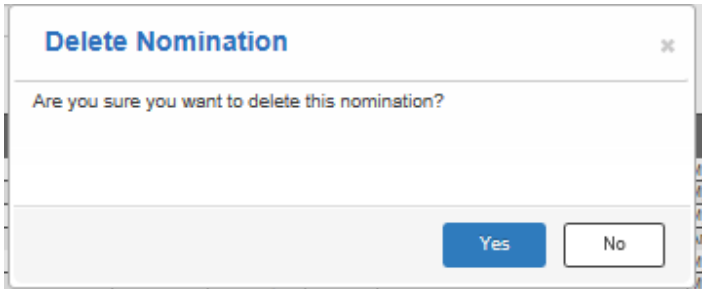 Delete Nomination
×
Are you sure you want to delete this nomination?
Yes
No